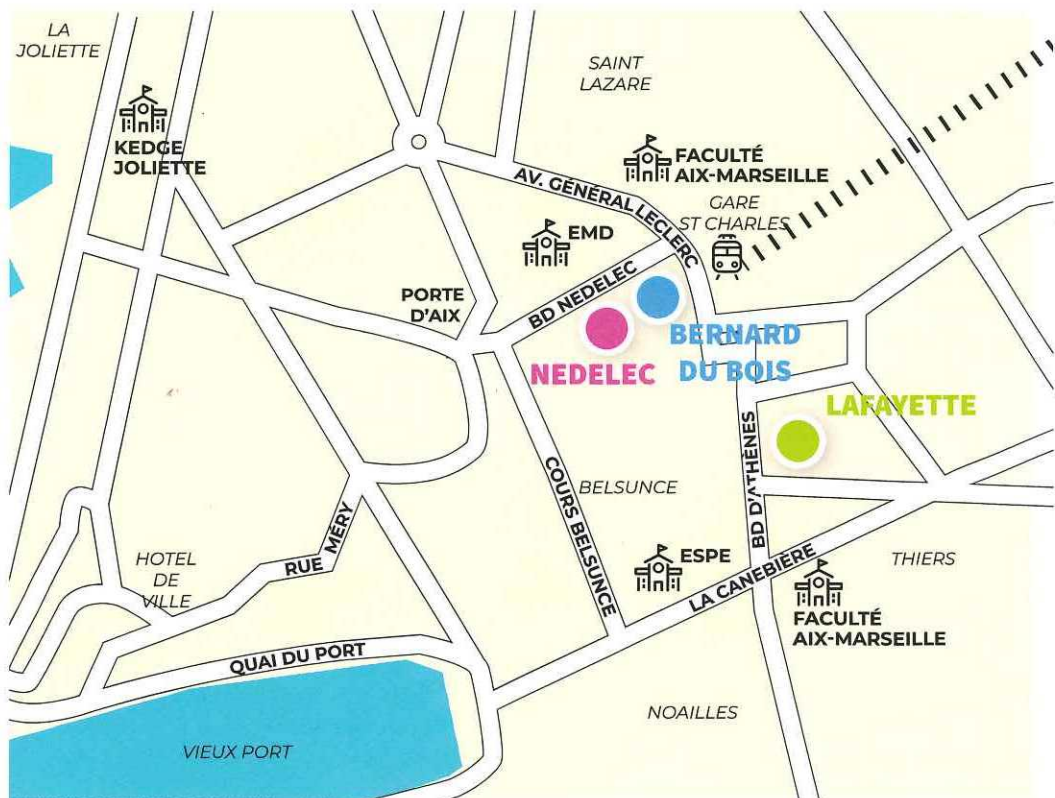 LA
JOLIETTE
SAINT
LAZARE
KEDGE
JOLIETTE
FACULTÉ
AIX-MARSEILLE
AV. GÉNÉRAL LECLERC
GARE
ST CHARLES
EMD
BD NEDELEC
PORTE
D'AIX
BERNARD
DU BOIS
NEDELEC
LAFAYETTE
COURS BELSUNCE
BELSUNCE
BD D'ATHÈNES
RUE MÉRY
HOTEL
DE
VILLE
ESPE
LA CANEBIÈRE
THIERS
FACULTÉ
AIX-MARSEILLE
QUAI DU PORT
NOAILLES
VIEUX PORT